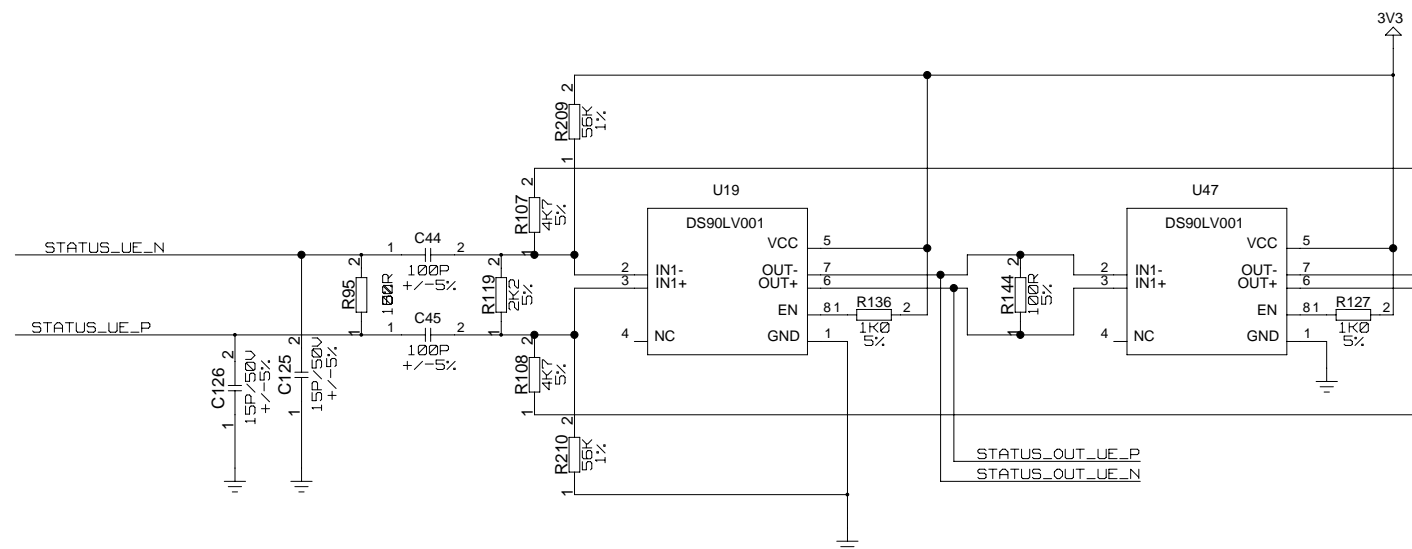 3V3
2
R209
56K
1%
1
2
R107
4K7
5%
1
U19
DS90LV001
VCC 5
2 IN1- OUT- 7
3 IN1+ OUT+ 6
EN 8
4 NC GND 1
1 R136 2
1K0
5%
U47
DS90LV001
VCC 5
2 IN1- OUT- 7
3 IN1+ OUT+ 6
EN 8
4 NC GND 1
1 R127 2
1K0
5%
STATUS_UE_N
1 C44 2
100P
+/-5%
2
R95
1
2
R119
2K2
5%
1
2
R144
100R
5%
1
STATUS_UE_P
1 C45 2
100P
+/-5%
2
C126
15P/50V
+/-5%
1
2
C125
15P/50V
+/-5%
1
2
R108
4K7
5%
1
2
R210
56K
1%
1
STATUS_OUT_UE_P
STATUS_OUT_UE_N